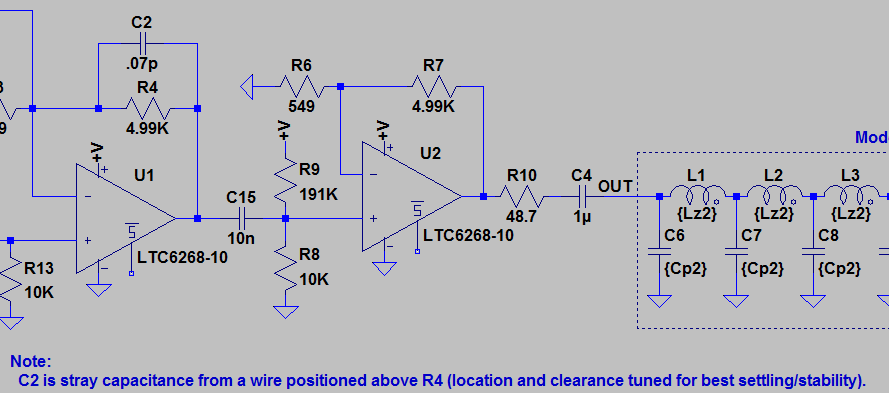 C2
.07p
R4
4.99K
3
9
+V
U1
S
LTC6268-10
R13
10K
C15
10n
R6
549
R7
4.99K
+V
R9
191K
R8
10K
+V
U2
S
LTC6268-10
R10
48.7
C4
1µ
OUT
Mod
L1
{Lz2}
L2
{Lz2}
L3
{Lz2}
C6
{Cp2}
C7
{Cp2}
C8
{Cp2}
Note:
C2 is stray capacitance from a wire positioned above R4 (location and clearance tuned for best settling/stability).